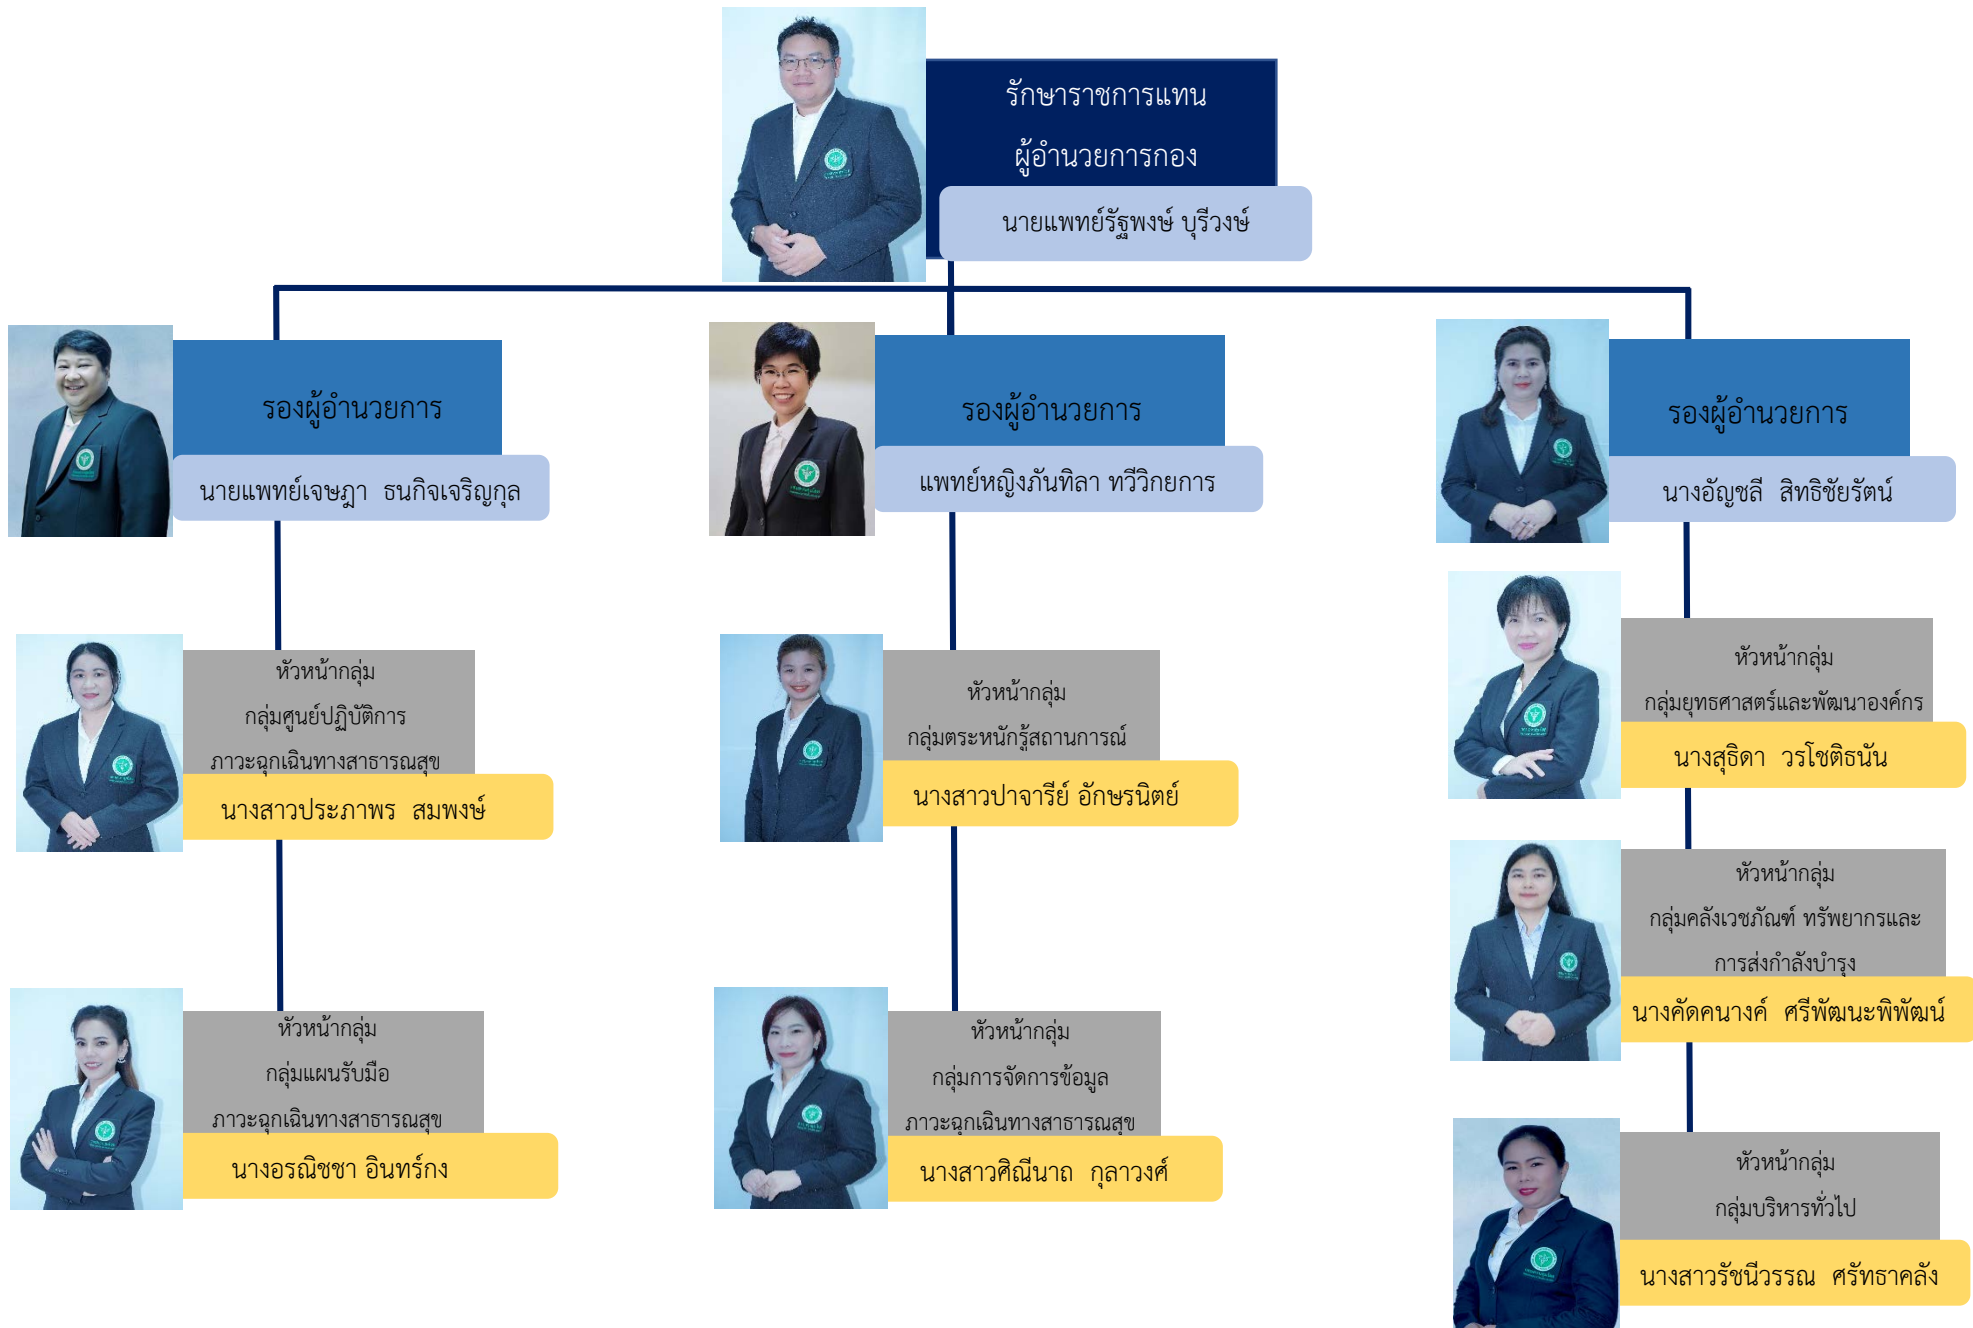 รักษาราชการแทน
ผู้อำนวยการกอง
นายแพทย์รัฐพงษ์ บุรีวงษ์
รองผู้อำนวยการ
นายแพทย์เจษฎา ธนกิจเจริญกุล
รองผู้อำนวยการ
แพทย์หญิงภันทิลา ทวีวิกยการ
รองผู้อำนวยการ
นางอัญชลี สิทธิชัยรัตน์
หัวหน้ากลุ่ม
กลุ่มศูนย์ปฏิบัติการ
ภาวะฉุกเฉินทางสาธารณสุข
นางสาวประภาพร สมพงษ์
หัวหน้ากลุ่ม
กลุ่มตระหนักรู้สถานการณ์
นางสาวปาจารีย์ อักษรนิตย์
หัวหน้ากลุ่ม
กลุ่มยุทธศาสตร์และพัฒนาองค์กร
นางสุธิดา วรโชติธนัน
หัวหน้ากลุ่ม
กลุ่มคลังเวชภัณฑ์ ทรัพยากรและ
การส่งกำลังบำรุง
นางคัดคนางค์ ศรีพัฒนะพิพัฒน์
หัวหน้ากลุ่ม
กลุ่มแผนรับมือ
ภาวะฉุกเฉินทางสาธารณสุข
นางอรณิชชา อินทร์กง
หัวหน้ากลุ่ม
กลุ่มการจัดการข้อมูล
ภาวะฉุกเฉินทางสาธารณสุข
นางสาวศิณีนาถ กุลาวงศ์
หัวหน้ากลุ่ม
กลุ่มบริหารทั่วไป
นางสาวรัชนีวรรณ ศรัทธาคลัง